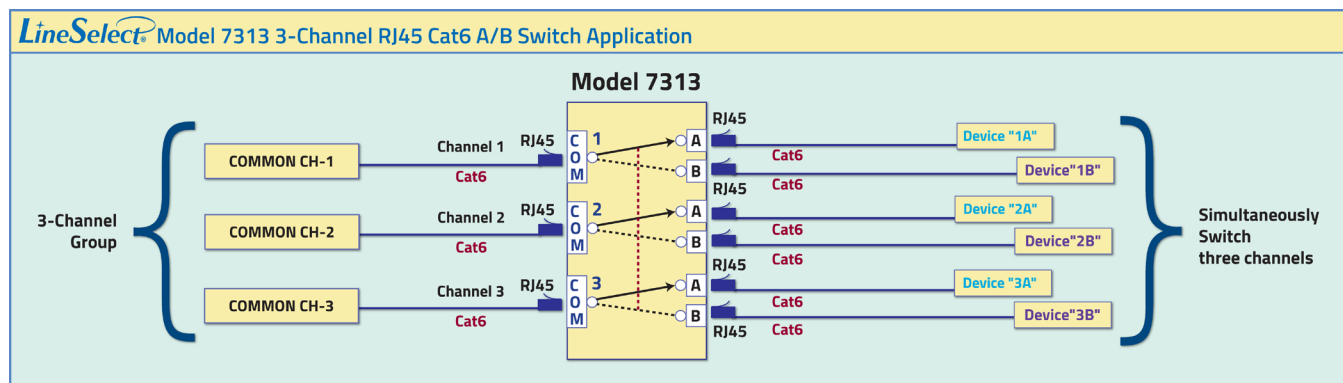 LineSelect® Model 7313 3-Channel RJ45 Cat6 A/B Switch Application
Model 7313
3-Channel
Group
COMMON CH-1
Channel 1
Cat6
RJ45
COM
1
A
B
RJ45
Cat6
Device "1A"
Cat6
Device"1B"
RJ45
COMMON CH-2
Channel 2
Cat6
RJ45
COM
2
A
B
Cat6
Device "2A"
Cat6
Device"2B"
RJ45
COMMON CH-3
Channel 3
Cat6
RJ45
COM
3
A
B
Cat6
Device "3A"
Cat6
Device"3B"
RJ45
Simultaneously
Switch
three channels